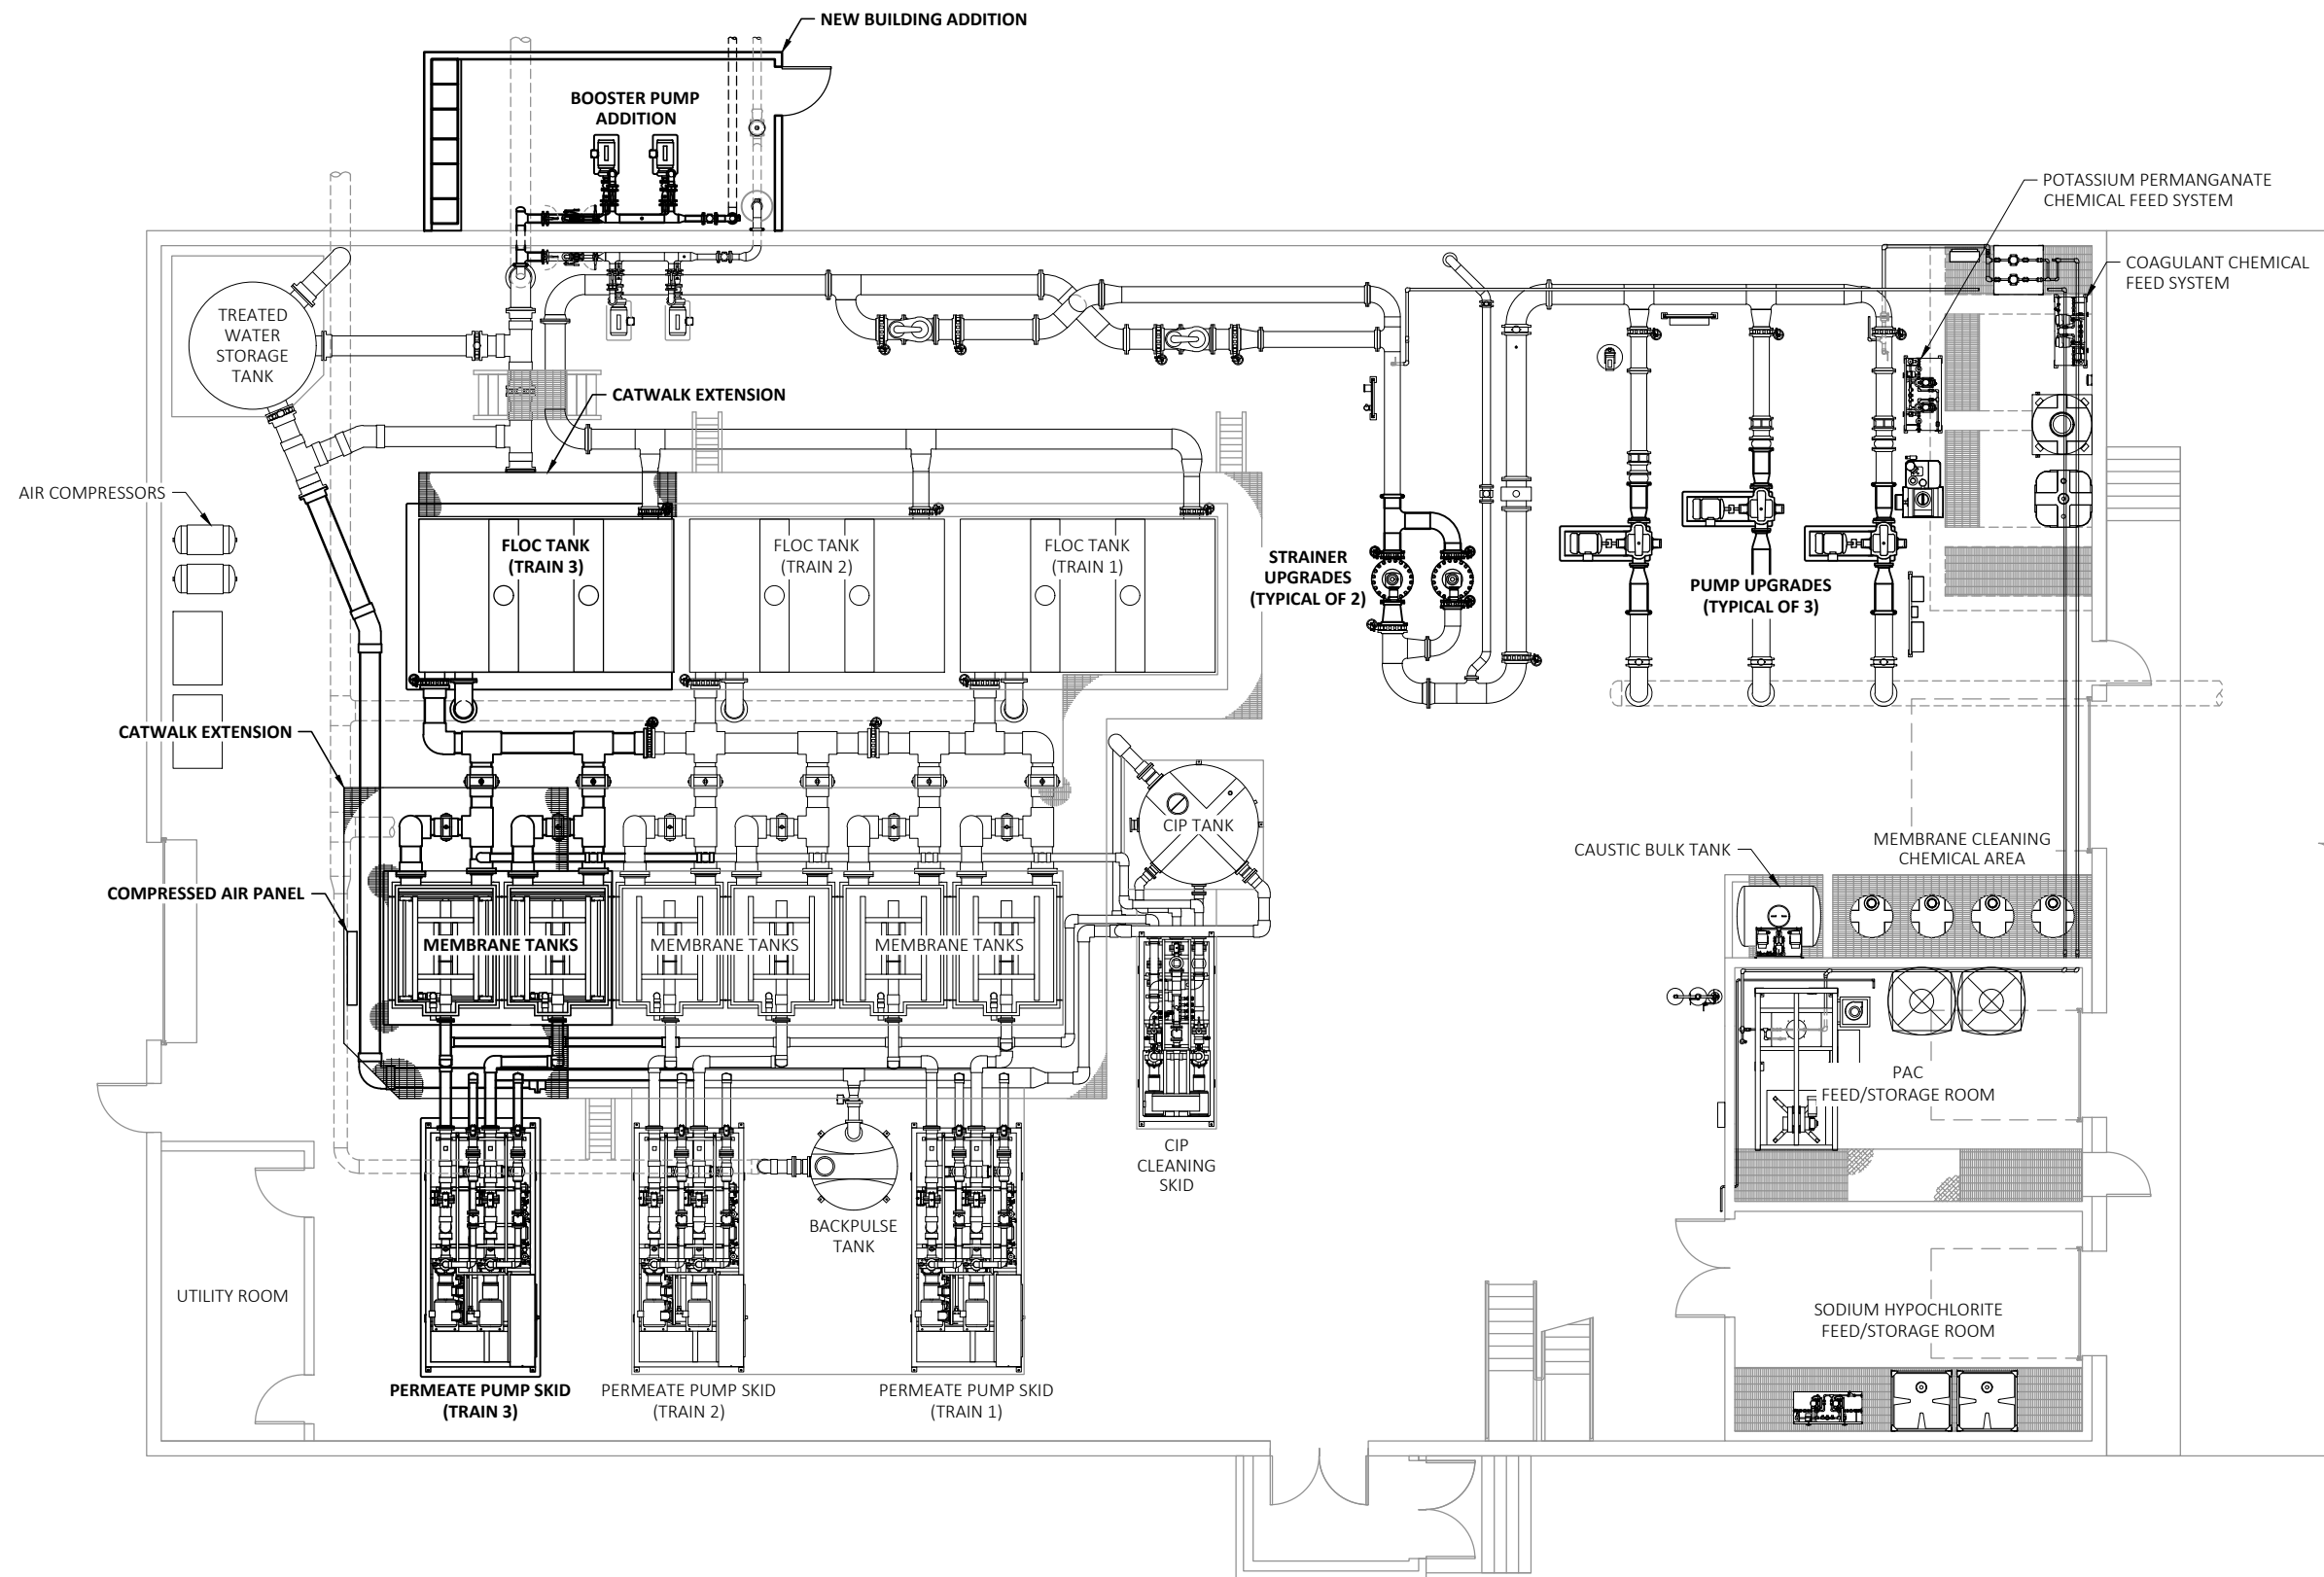 NEW BUILDING ADDITION
BOOSTER PUMP
ADDITION
POTASSIUM PERMANGANATE
CHEMICAL FEED SYSTEM
COAGULANT CHEMICAL
FEED SYSTEM
TREATED
WATER
STORAGE
TANK
CATWALK EXTENSION
AIR COMPRESSORS
FLOC TANK
(TRAIN 3)
FLOC TANK
(TRAIN 2)
FLOC TANK
(TRAIN 1)
STRAINER
UPGRADES
(TYPICAL OF 2)
PUMP UPGRADES
(TYPICAL OF 3)
CATWALK EXTENSION
CIP TANK
CAUSTIC BULK TANK
MEMBRANE CLEANING
CHEMICAL AREA
COMPRESSED AIR PANEL
MEMBRANE TANKS
MEMBRANE TANKS
MEMBRANE TANKS
PAC
FEED/STORAGE ROOM
CIP
CLEANING
SKID
BACKPULSE
TANK
UTILITY ROOM
SODIUM HYPOCHLORITE
FEED/STORAGE ROOM
PERMEATE PUMP SKID
(TRAIN 3)
PERMEATE PUMP SKID
(TRAIN 2)
PERMEATE PUMP SKID
(TRAIN 1)